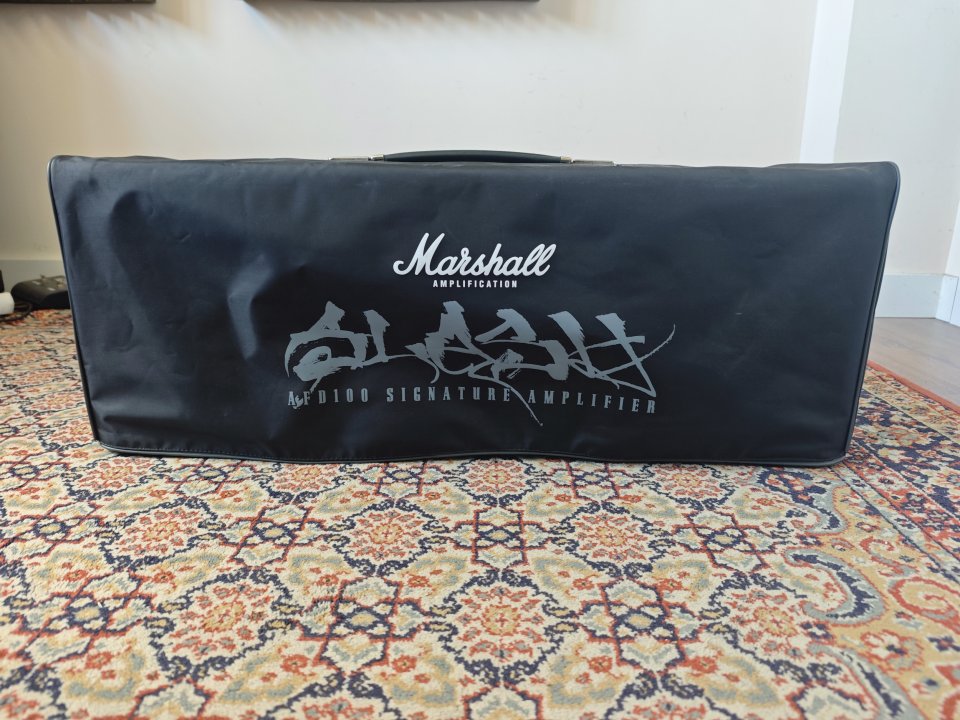 Marshall
AMPLIFICATION
SLASH
AFD100 SIGNATURE AMPLIFIER